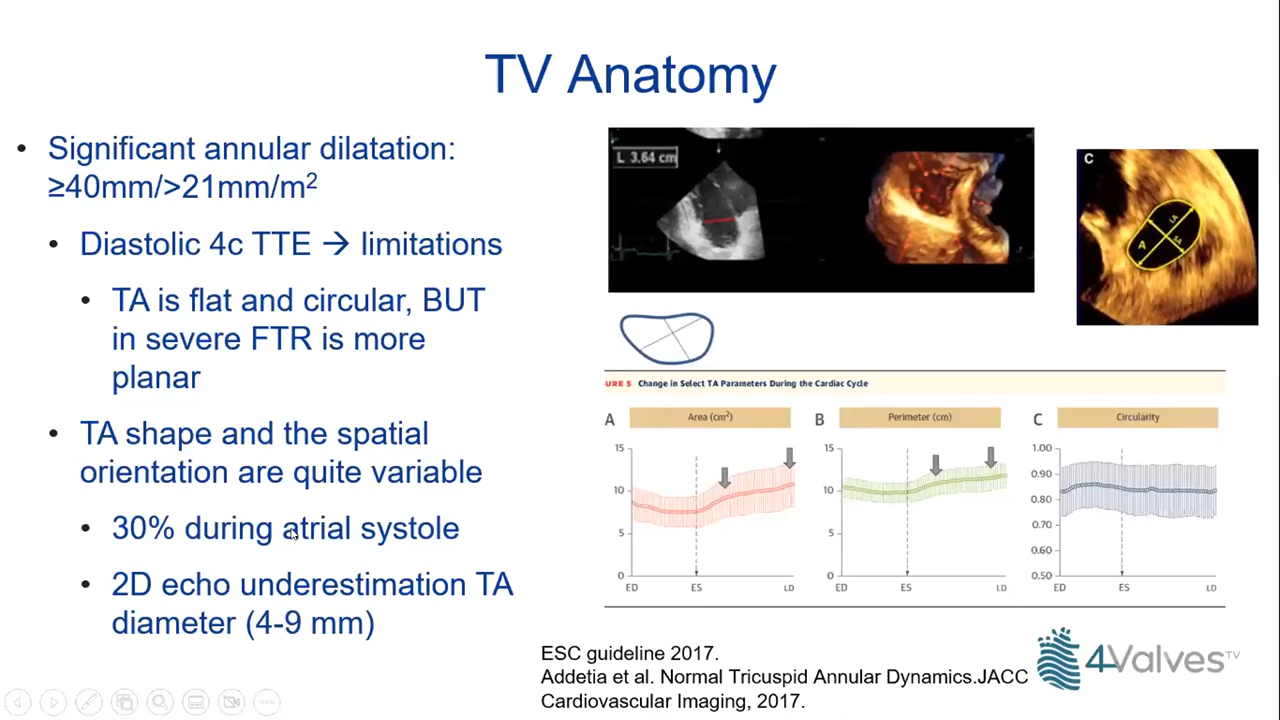 TV Anatomy
• Significant annular dilatation:
≥40mm/>21mm/m²
• Diastolic 4c TTE → limitations
• TA is flat and circular, BUT
in severe FTR is more
planar
• TA shape and the spatial
orientation are quite variable
• 30% during atrial systole
• 2D echo underestimation TA
diameter (4-9 mm)
L 3.64 cm
C
LA
SA
A
URE 5 Change in Select TA Parameters During the Cardiac Cycle
A Area (cm²)
15
10
5
0
ED ES LD
B Perimeter (cm)
15
10
5
0
ED ES LD
C Circularity
1.00
0.90
0.80
0.70
0.60
0.50
ED ES LD
ESC guideline 2017.
Addetia et al. Normal Tricuspid Annular Dynamics.JACC
Cardiovascular Imaging, 2017.
4Valves TV